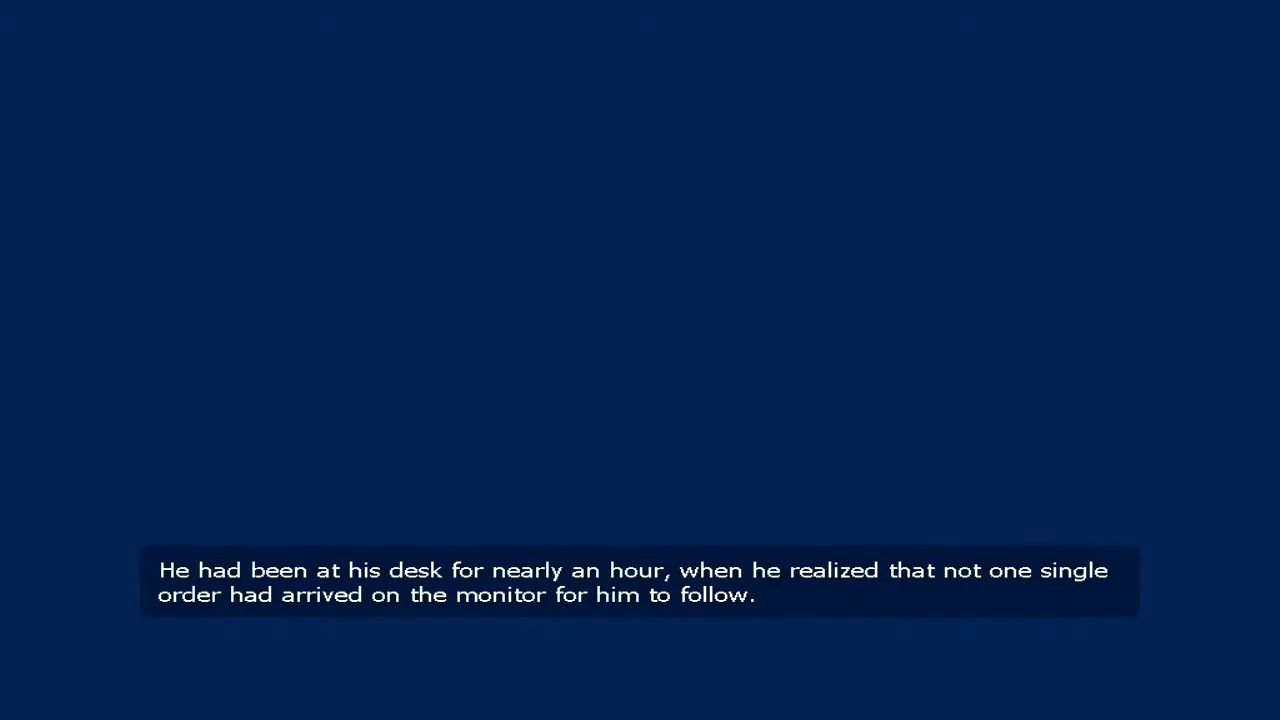 He had been at his desk for nearly an hour, when he realized that not one single
order had arrived on the monitor for him to follow.